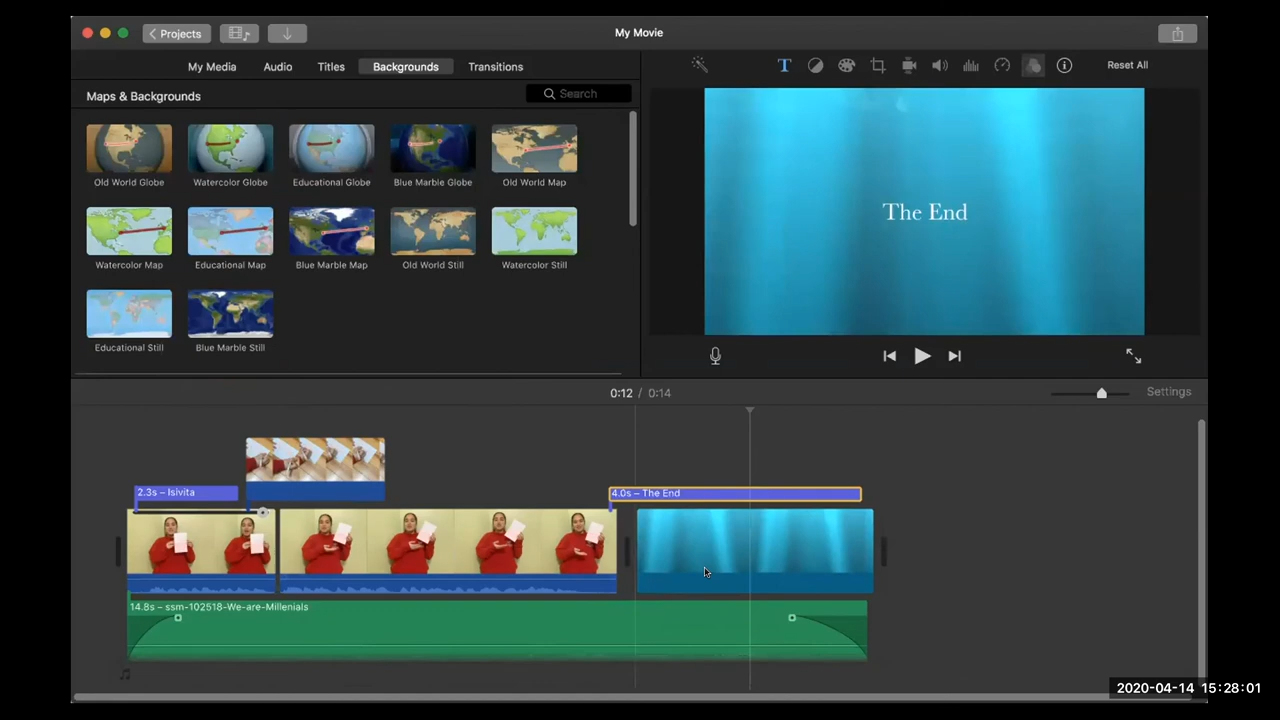 Projects
My Movie
My Media
Audio
Titles
Backgrounds
Transitions
Reset All
Maps & Backgrounds
Search
Old World Globe
Watercolor Globe
Educational Globe
Blue Marble Globe
Old World Map
Watercolor Map
Educational Map
Blue Marble Map
Old World Still
Watercolor Still
Educational Still
Blue Marble Still
The End
0:12 / 0:14
Settings
2.3s – Isivita
4.0s – The End
14.8s – ssm-102518-We-are-Millenials
2020-04-14 15:28:01